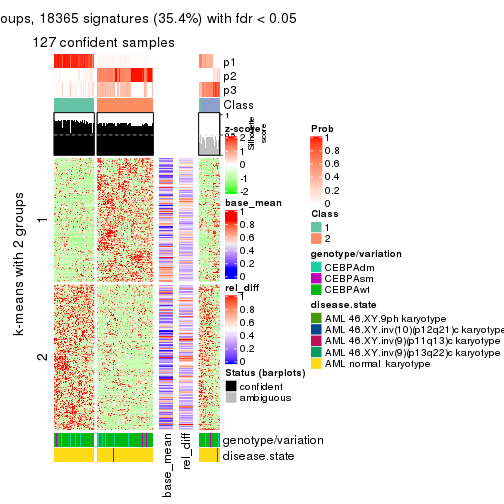 oups, 18365 signatures (35.4%) with fdr < 0.05
127 confident samples
p1
p2
p3
Class
1
Silhouette
score
z-score
2
1
0
-1
-2
base_mean
1
0.8
0.6
0.4
0.2
0
rel_diff
1
0.8
0.6
0.4
0.2
0
Status (barplots)
confident
ambiguous
Prob
1
0.8
0.6
0.4
0.2
0
Class
1
2
genotype/variation
CEBPAdm
CEBPAsm
CEBPAwt
disease.state
AML 46.XY.9ph karyotype
AML 46.XY.inv(10)(p12q21)c karyotype
AML 46.XY.inv(9)(p11q13)c karyotype
AML 46.XY.inv(9)(p13q22)c karyotype
AML normal karyotype
k-means with 2 groups
1
2
genotype/variation
disease.state
base_mean
rel_diff